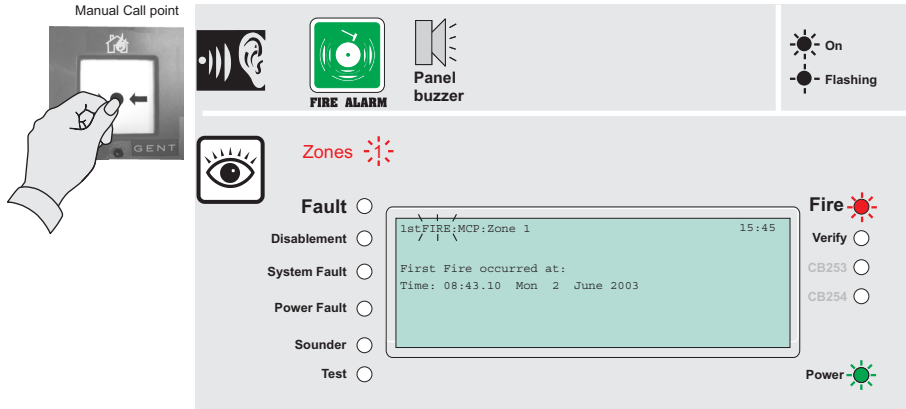 Manual Call point
GENT
FIRE ALARM
Panel
buzzer
On
Flashing
Zones 1
Fault
Disablement
System Fault
Power Fault
Sounder
Test
1stFIRE:MCP:Zone 1 15:45
First Fire occurred at:
Time: 08:43.10 Mon 2 June 2003
Fire
Verify
CB253
CB254
Power